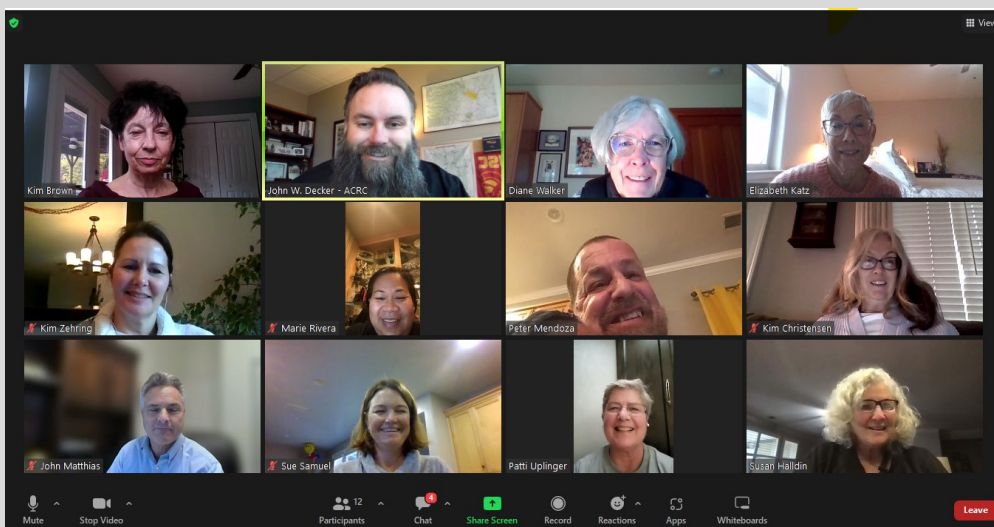 View
Kim Brown
John W. Decker - ACRC
Diane Walker
Elizabeth Katz
Kim Zehring
Marie Rivera
Peter Mendoza
Kim Christensen
John Matthias
Sue Samuel
Patti Uplinger
Susan Halldin
Mute
Stop Video
12
Participants
4
Chat
Share Screen
Record
Reactions
Apps
Whiteboards
Leave